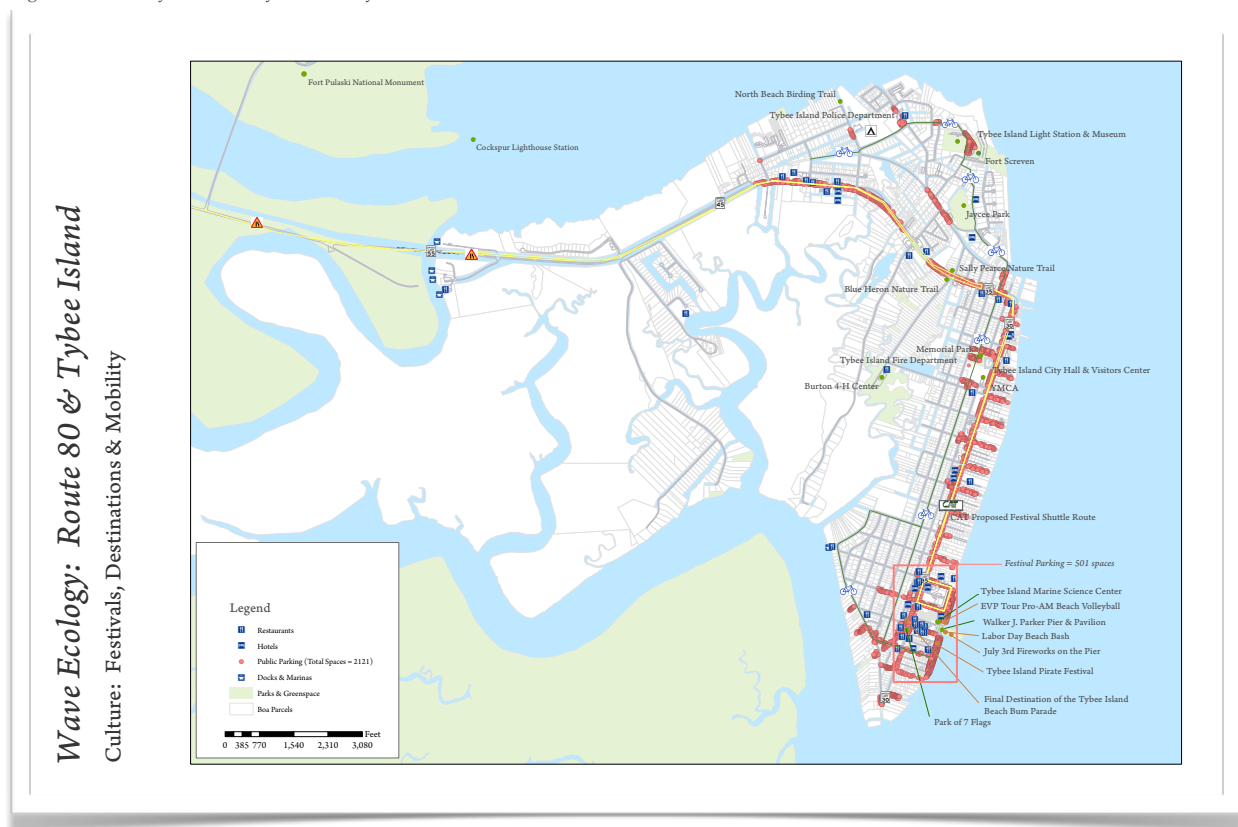 Wave Ecology: Route 80 & Tybee Island
Culture: Festivals, Destinations & Mobility
Fort Pulaski National Monument
Cockspur Lighthouse Station
North Beach Birding Trail
Tybee Island Police Department
Tybee Island Light Station & Museum
Fort Screven
Jaycee Park
45
55
Sally Pearce Nature Trail
Blue Heron Nature Trail
35
Memorial Park
Tybee Island Fire Department
Tybee Island City Hall & Visitors Center
Burton 4-H Center
YMCA
CAT Proposed Festival Shuttle Route
Festival Parking = 501 spaces
Tybee Island Marine Science Center
EVP Tour Pro-AM Beach Volleyball
Walker J. Parker Pier & Pavilion
Labor Day Beach Bash
July 3rd Fireworks on the Pier
Tybee Island Pirate Festival
Final Destination of the Tybee Island
Beach Bum Parade
Park of 7 Flags
Legend
Restaurants
Hotels
Public Parking (Total Spaces = 2121)
Docks & Marinas
Parks & Greenspace
Boa Parcels
Feet
0 385 770 1,540 2,310 3,080